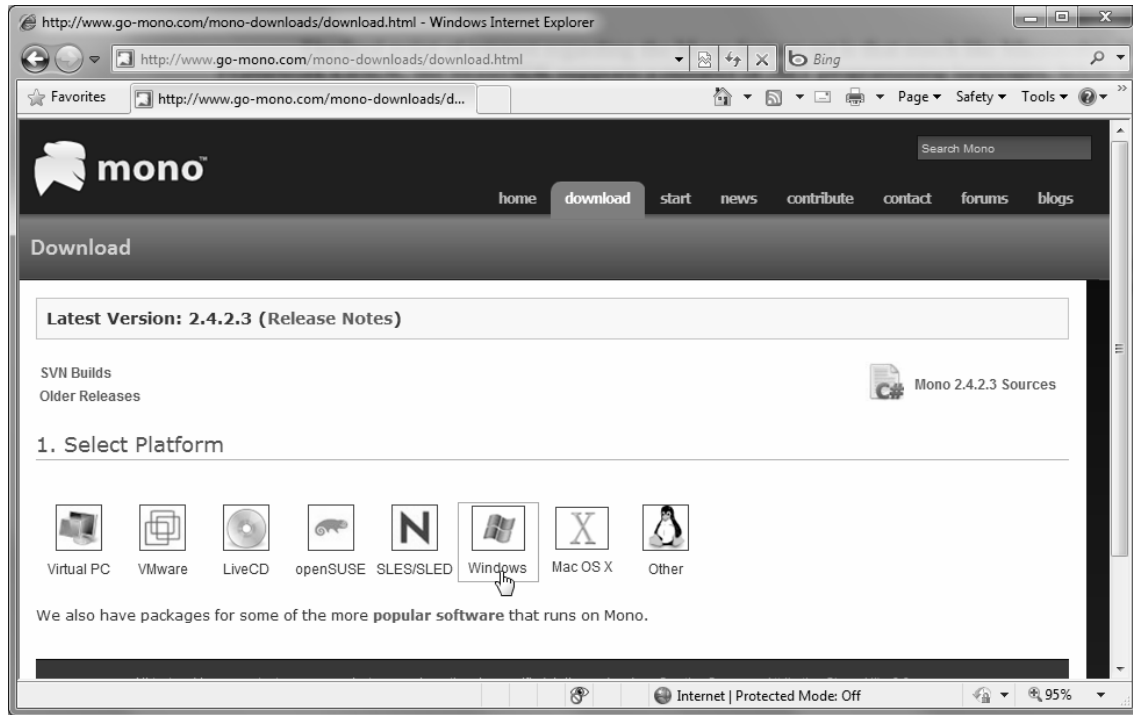 http://www.go-mono.com/mono-downloads/download.html - Windows Internet Explorer
http://www.go-mono.com/mono-downloads/download.html
Bing
Favorites
http://www.go-mono.com/mono-downloads/d...
Page
Safety
Tools
mono™
Search Mono
home download start news contribute contact forums blogs
Download
Latest Version: 2.4.2.3 (Release Notes)
SVN Builds
Older Releases
C#
Mono 2.4.2.3 Sources
1. Select Platform
Virtual PC
VMware
LiveCD
openSUSE
SLES/SLED
Windows
Mac OS X
Other
We also have packages for some of the more popular software that runs on Mono.
Internet | Protected Mode: Off
95%